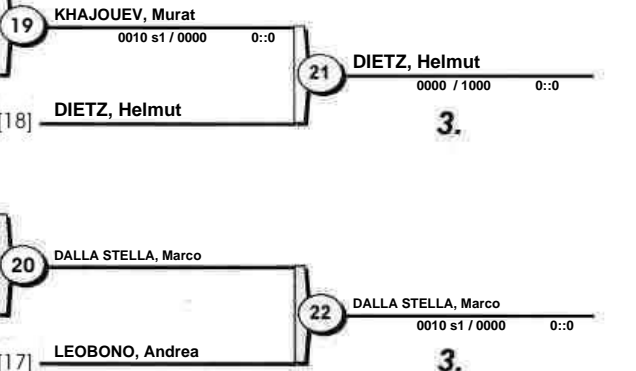 19 KHAJOUEV, Murat
0010 s1 / 0000 0::0
21 DIETZ, Helmut
0000 / 1000 0::0
[18] DIETZ, Helmut
3.
20 DALLA STELLA, Marco
22 DALLA STELLA, Marco
0010 s1 / 0000 0::0
[17] LEOBONO, Andrea
3.